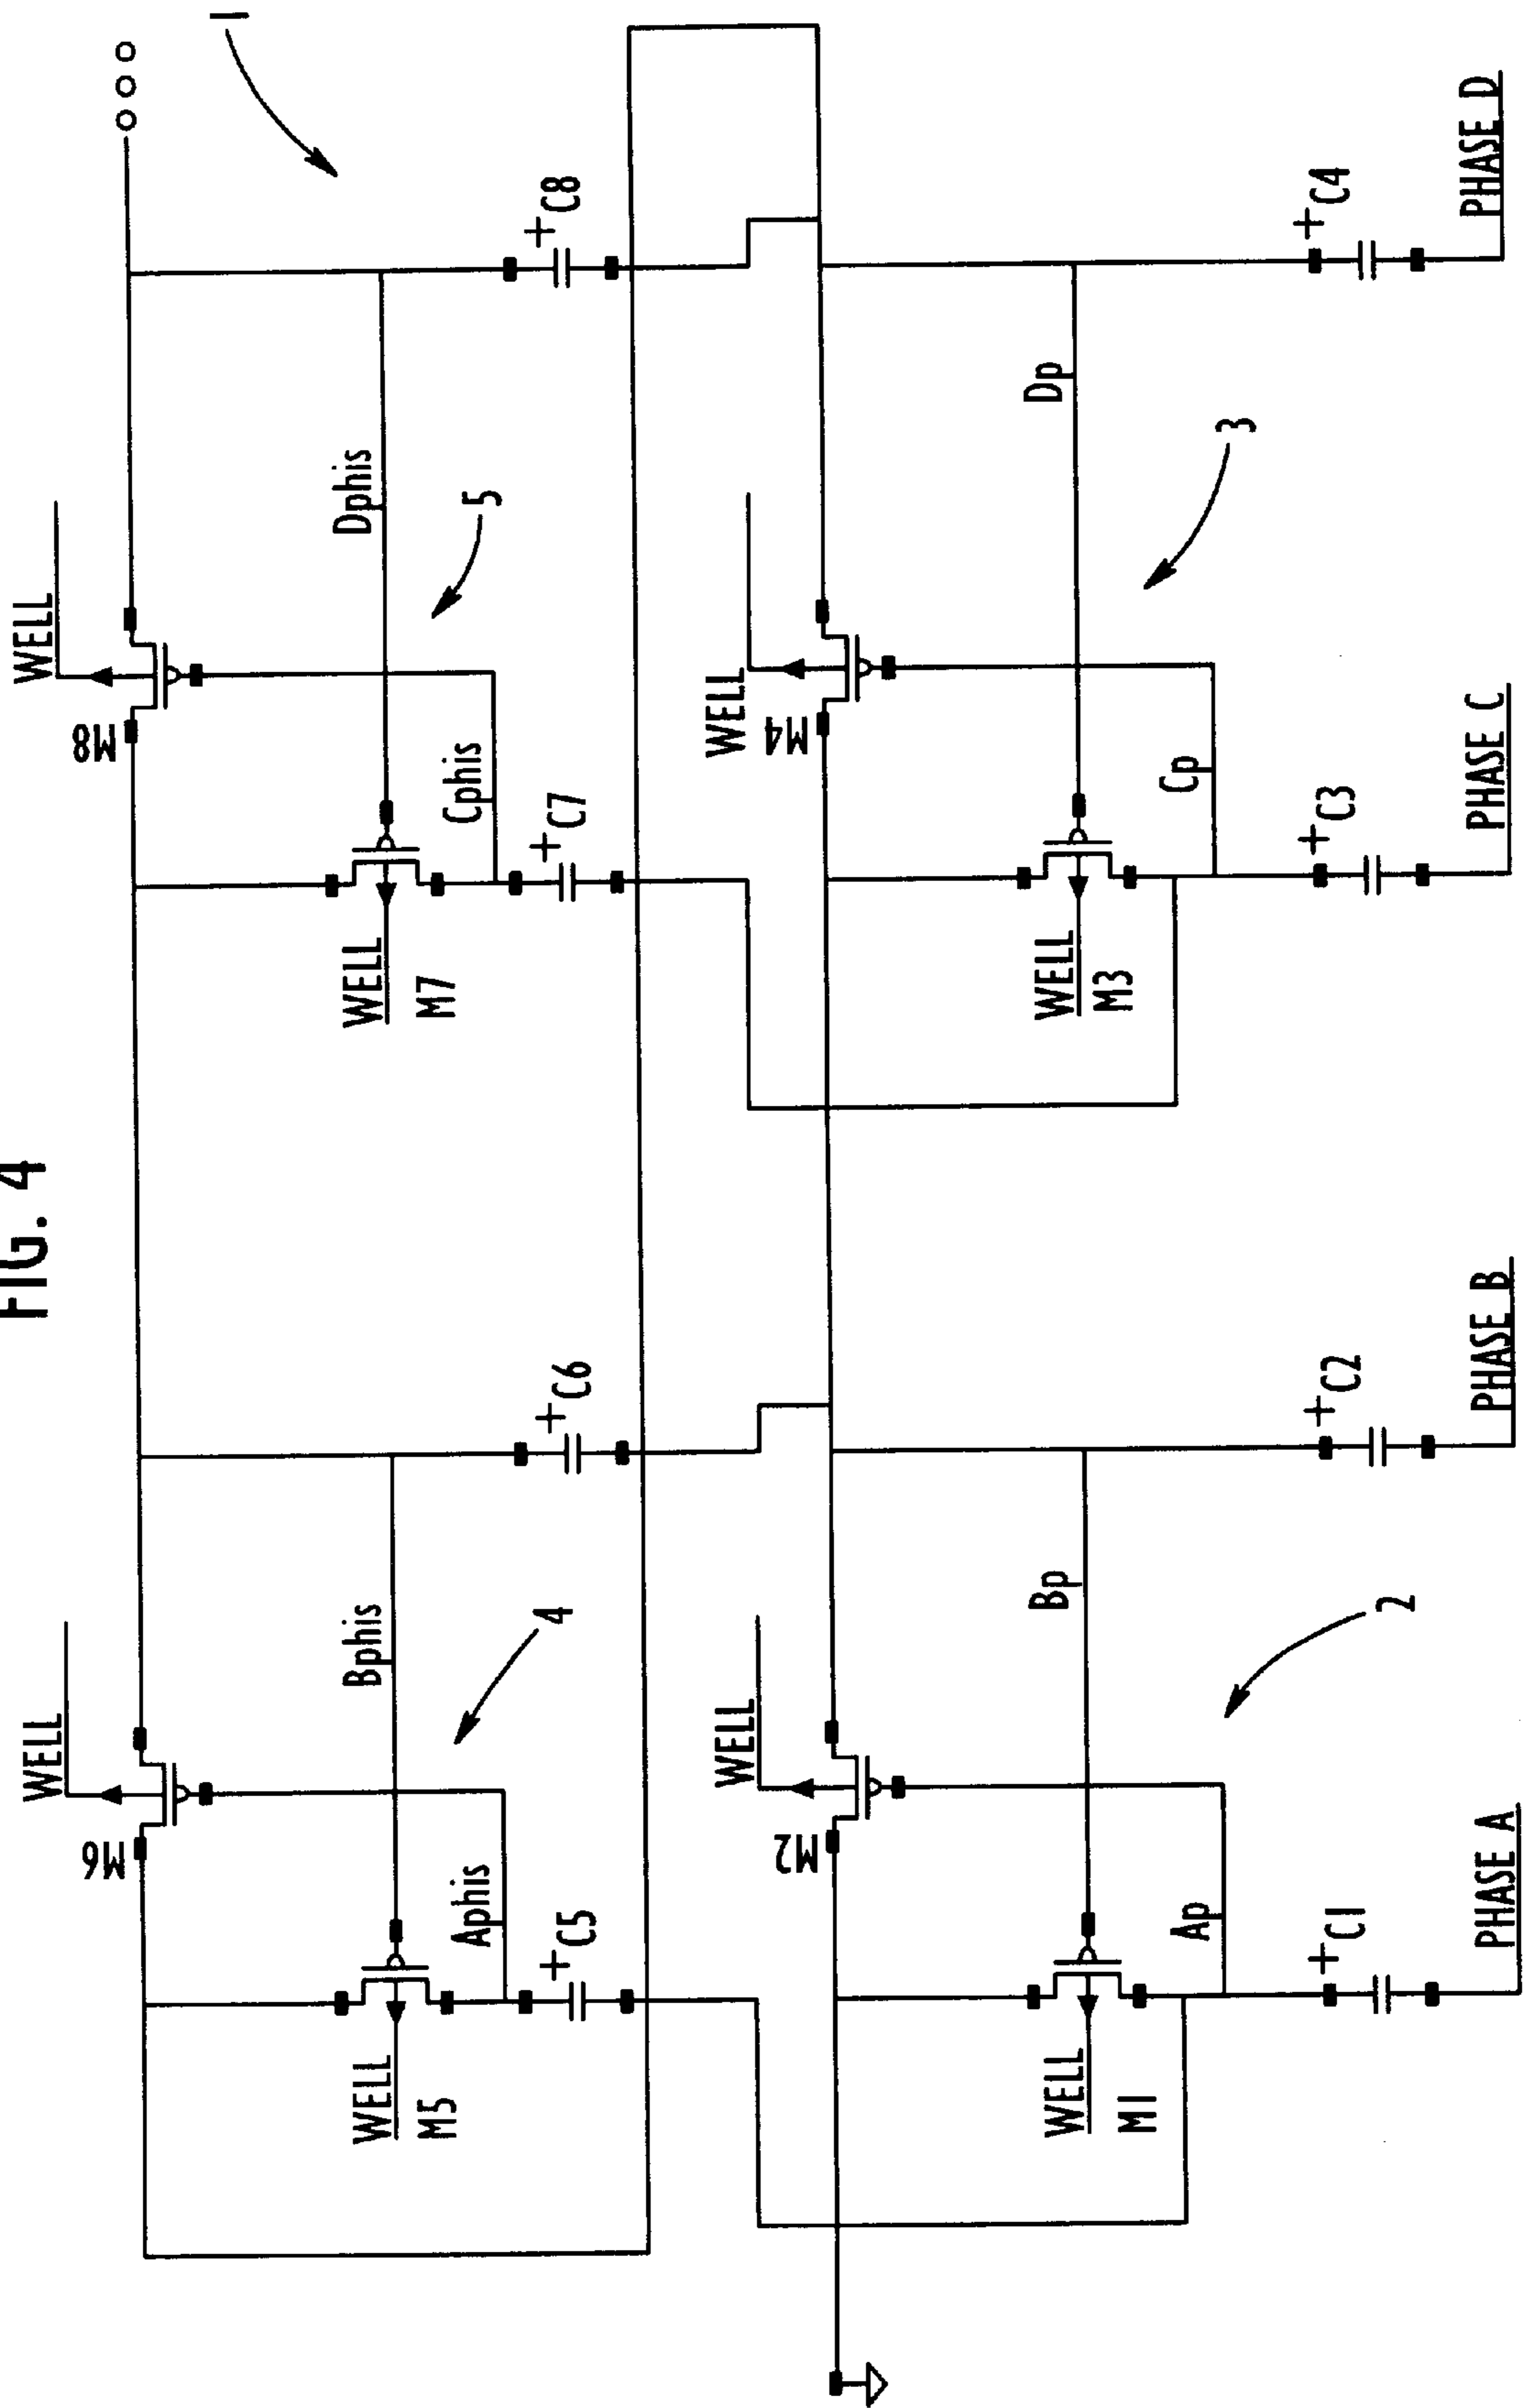 FIG. 4
1
WELL
M8
Dphis
5
Cphis
+C7
+C8
WELL
M7
WELL
M6
Bphis
4
Aphis
+C5
+C6
WELL
M5
WELL
M4
Dp
3
Cp
WELL
M3
+C3
+C4
PHASE C
PHASE D
WELL
M2
Bp
2
Ap
WELL
M1
+C1
+C2
PHASE A
PHASE B